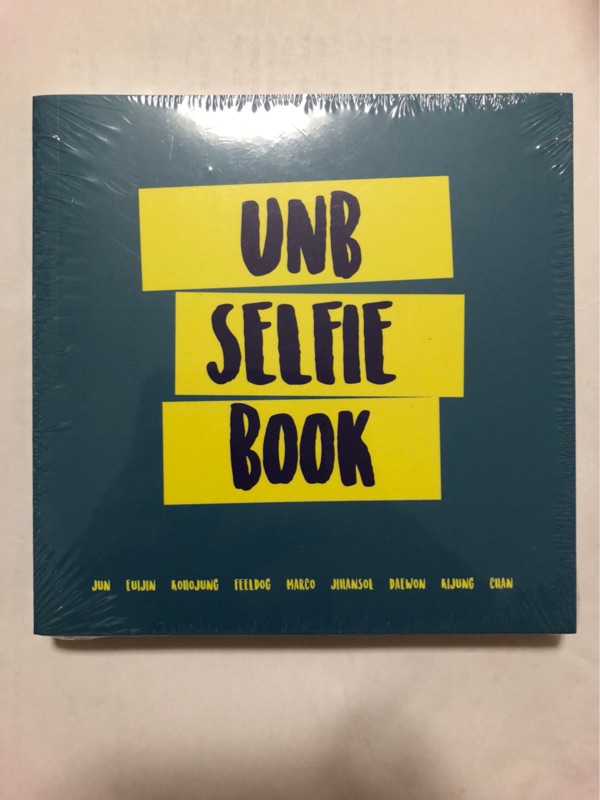 UNB
SELFIE
BOOK
JUN EUIJIN KOHOJUNG FEELDOG MARCO JIHANSOL DAEWON KIJUNG CHAN